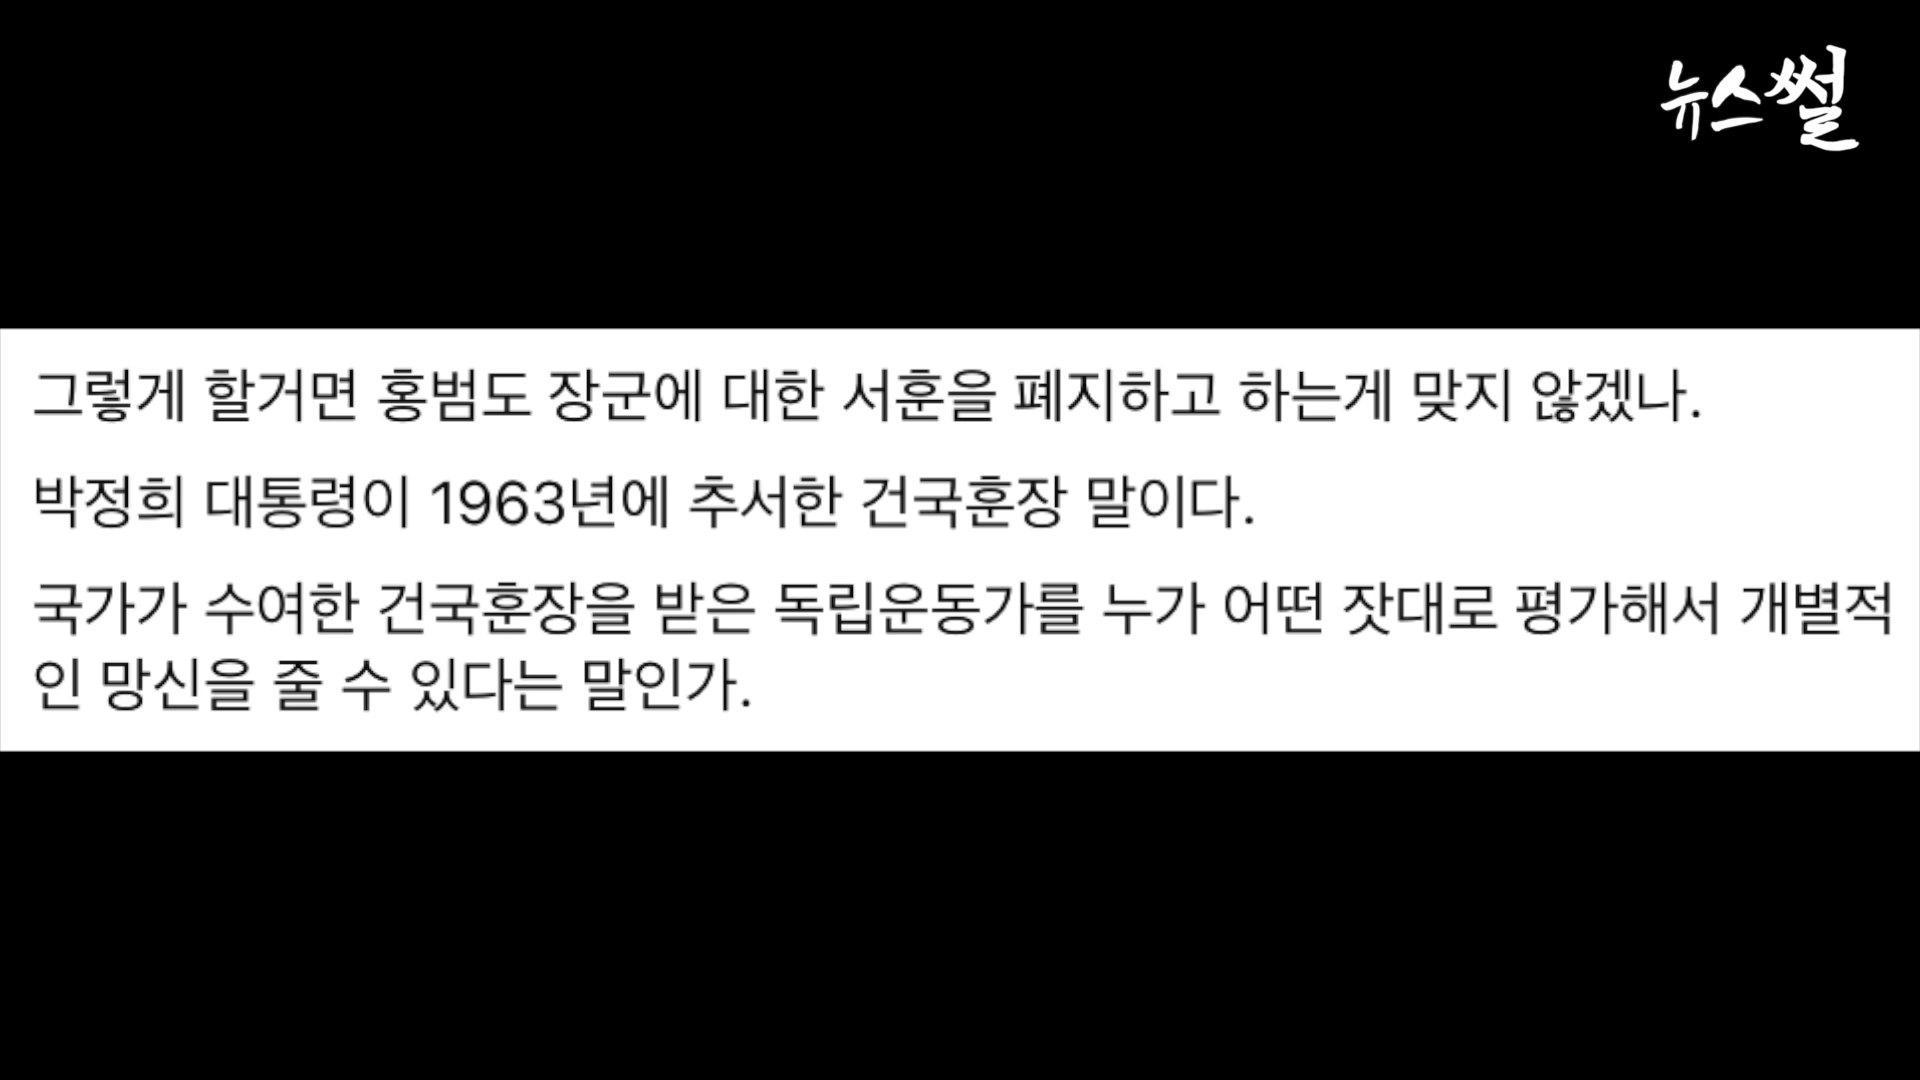 뉴스썰
그렇게 할거면 홍범도 장군에 대한 서훈을 폐지하고 하는게 맞지 않겠나.
박정희 대통령이 1963년에 추서한 건국훈장 말이다.
국가가 수여한 건국훈장을 받은 독립운동가를 누가 어떤 잣대로 평가해서 개별적
인 망신을 줄 수 있다는 말인가.